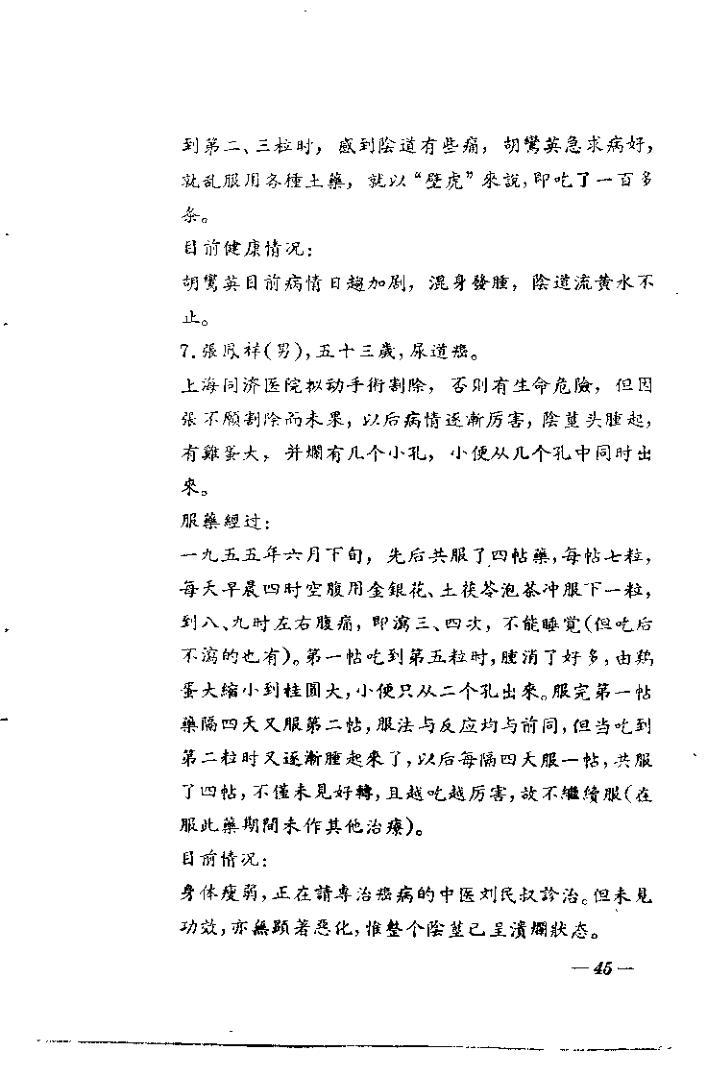 到第二、三粒时，感到陰道有些痛，胡鸞英急求病好，
就乱服用各種土藥，就以“壁虎”來說，即吃了一百多
条。
目前健康情况：
胡鸞英目前病情日趨加剧，混身發腫，陰道流黄水不
止。
7.張凤祥(男)，五十三歲，尿道癌。
上海同济医院拟动手術割除，否則有生命危險，但因
張不願割除而未果，以后病情逐漸厉害，陰莖头腫起，
有雞蛋大，并爛有几个小孔，小便从几个孔中同时出
來。
服藥經过：
一九五五年六月下旬，先后共服了四帖藥，每帖七粒，
每天早晨四时空腹用金銀花、土茯苓泡茶冲服下一粒，
到八、九时左右腹痛，即瀉三、四次，不能睡覚(但吃后
不瀉的也有)。第一帖吃到第五粒时，腫消了好多，由鸡
蛋大縮小到桂圓大，小便只从二个孔出來。服完第一帖
藥隔四天又服第二帖，服法与反应均与前同，但当吃到
第二粒时又逐漸腫起來了，以后每隔四天服一帖，共服
了四帖，不僅未見好轉，且越吃越厉害，故不繼續服(在
服此藥期間未作其他治療)。
目前情况：
身体瘦弱，正在請專治癌病的中医刘民叔診治。但未見
功效，亦無顯著恶化，惟整个陰莖已呈潰爛狀态。
—45—